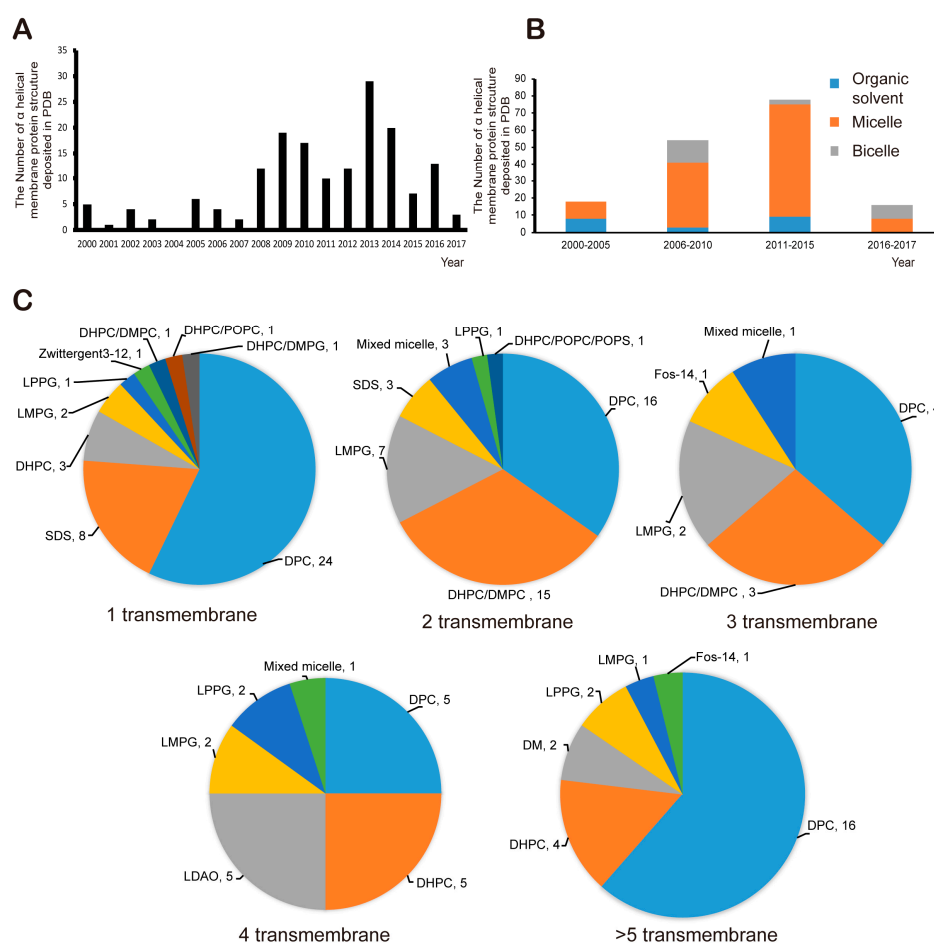 A
The Number of α helical
membrane protein strcuture
deposited in PDB
35
30
25
20
15
10
5
0
2000 2001 2002 2003 2004 2005 2006 2007 2008 2009 2010 2011 2012 2013 2014 2015 2016 2017
Year
B
The Number of α helical
membrane protein strcuture
deposited in PDB
90
80
70
60
50
40
30
20
10
0
2000-2005 2006-2010 2011-2015 2016-2017
Year
Organic
solvent
Micelle
Bicelle
C
DHPC/DMPC, 1
DHPC/POPC, 1
DHPC/DMPG, 1
Zwittergent3-12, 1
LPPG, 1
LMPG, 2
DHPC, 3
SDS, 8
DPC, 24
1 transmembrane
LPPG, 1
DHPC/POPC/POPS, 1
Mixed micelle, 3
SDS, 3
DPC, 16
LMPG, 7
DHPC/DMPC , 15
2 transmembrane
Mixed micelle, 1
Fos-14, 1
DPC,
LMPG, 2
DHPC/DMPC , 3
3 transmembrane
Mixed micelle, 1
LPPG, 2
DPC, 5
LMPG, 2
LDAO, 5
DHPC, 5
4 transmembrane
LMPG, 1
Fos-14, 1
LPPG, 2
DM, 2
DHPC, 4
DPC, 16
>5 transmembrane